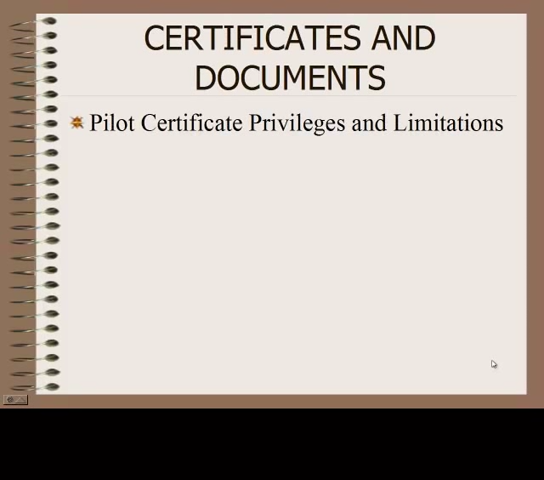 CERTIFICATES AND
DOCUMENTS
Pilot Certificate Privileges and Limitations